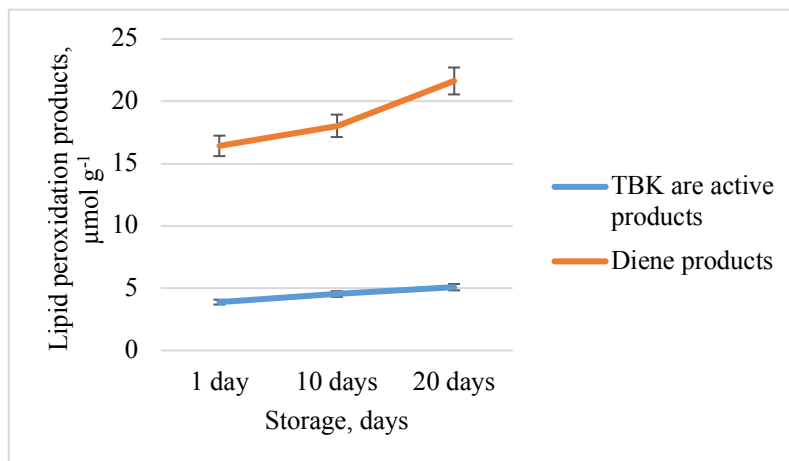 Lipid peroxidation products,
µmol g-1
25
20
15
10
5
0
1 day
10 days
20 days
Storage, days
TBK are active
products
Diene products